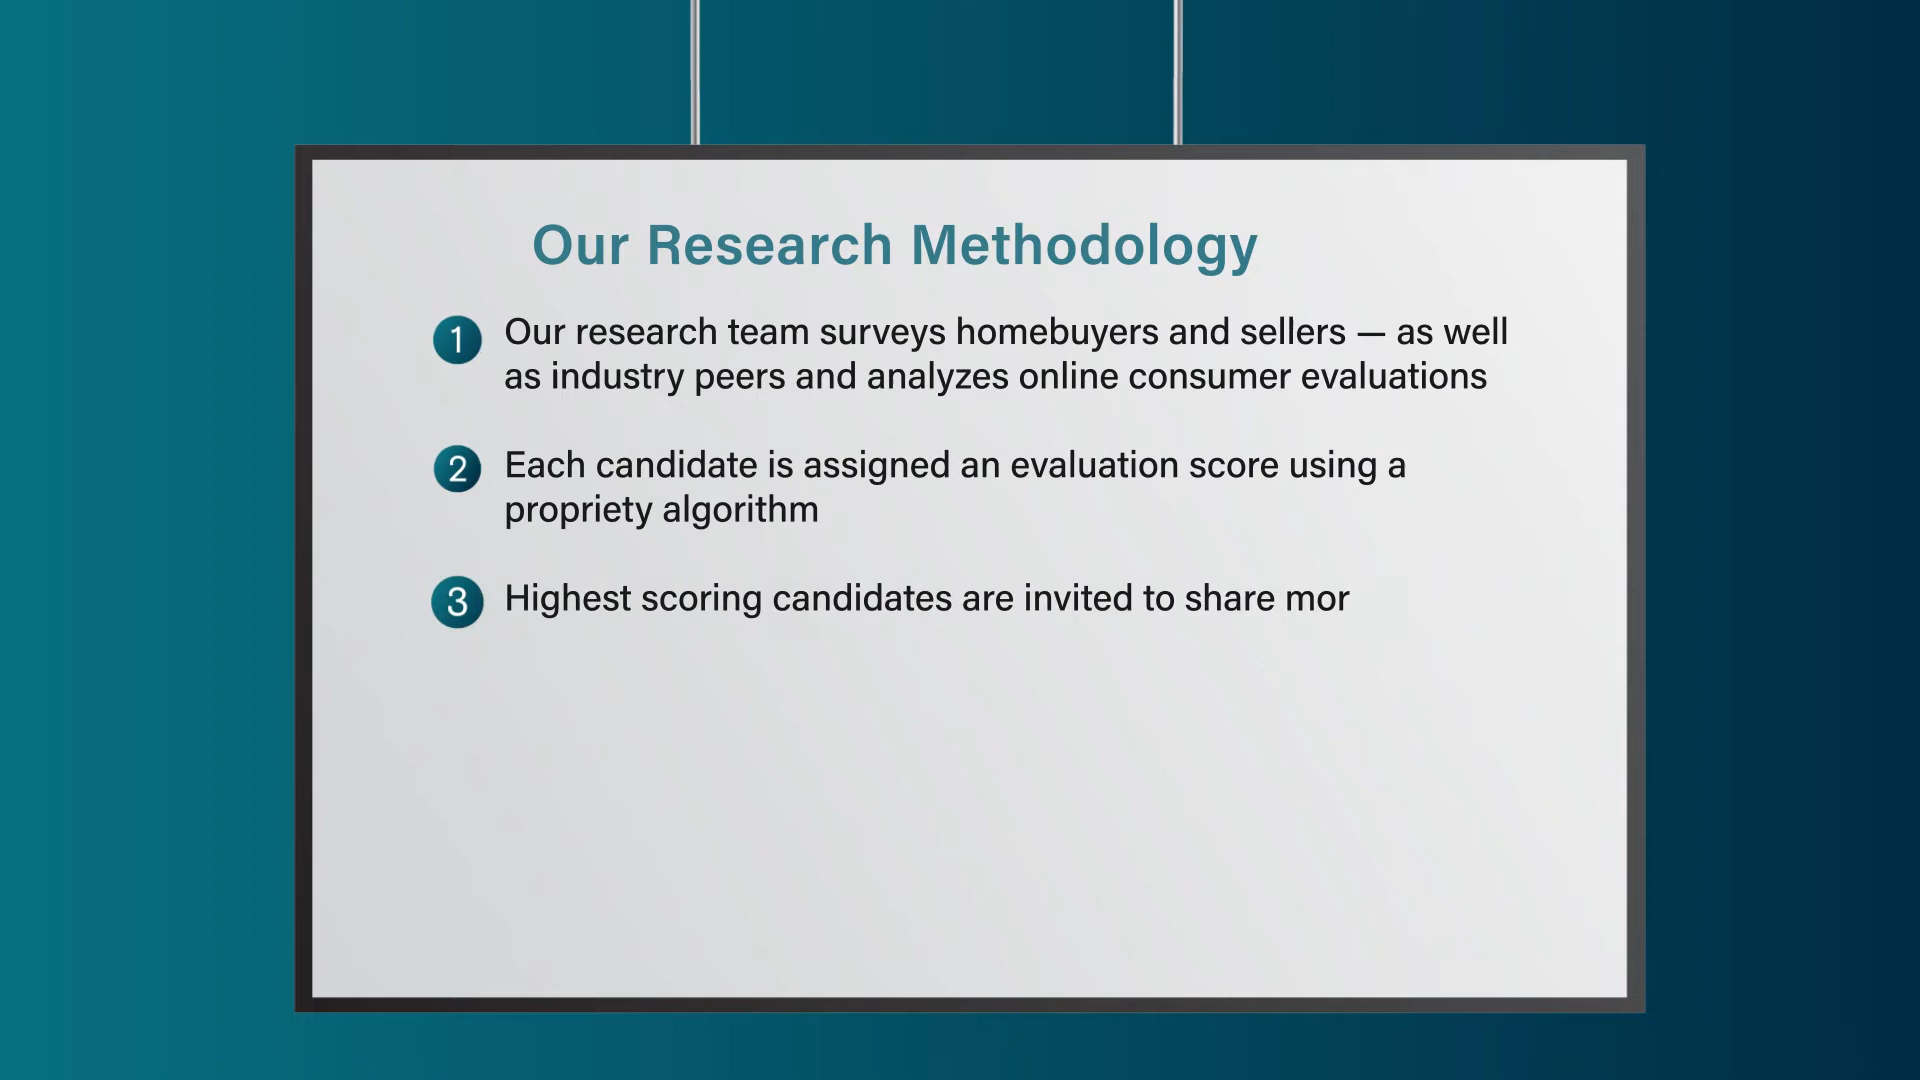 Our Research Methodology
1 Our research team surveys homebuyers and sellers — as well
as industry peers and analyzes online consumer evaluations
2 Each candidate is assigned an evaluation score using a
propriety algorithm
3 Highest scoring candidates are invited to share mor